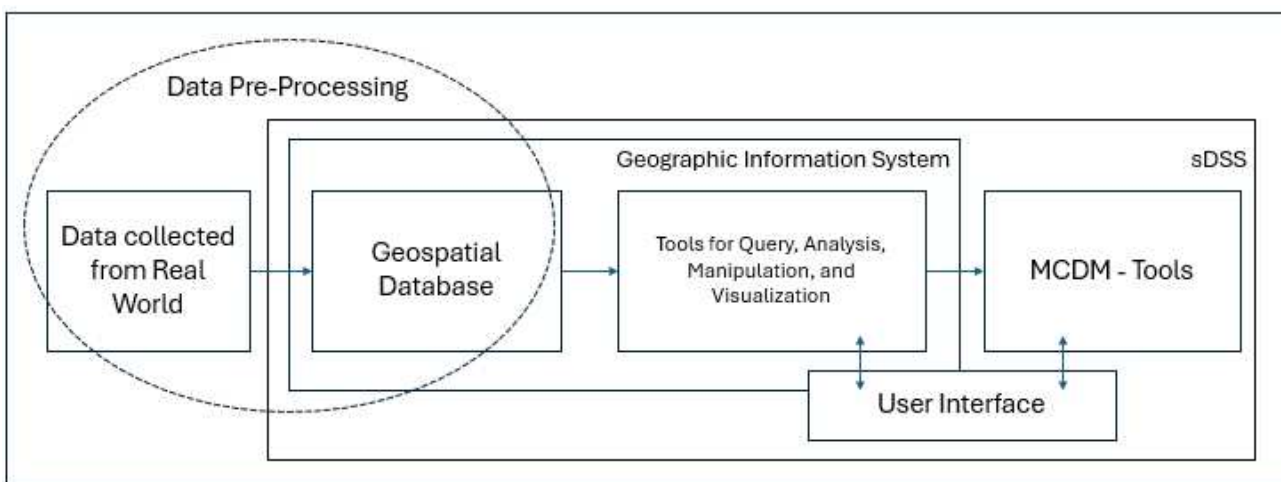 Data Pre-Processing
Geographic Information System
sDSS
Data collected
from Real
World
Geospatial
Database
Tools for Query, Analysis,
Manipulation, and
Visualization
MCDM - Tools
User Interface